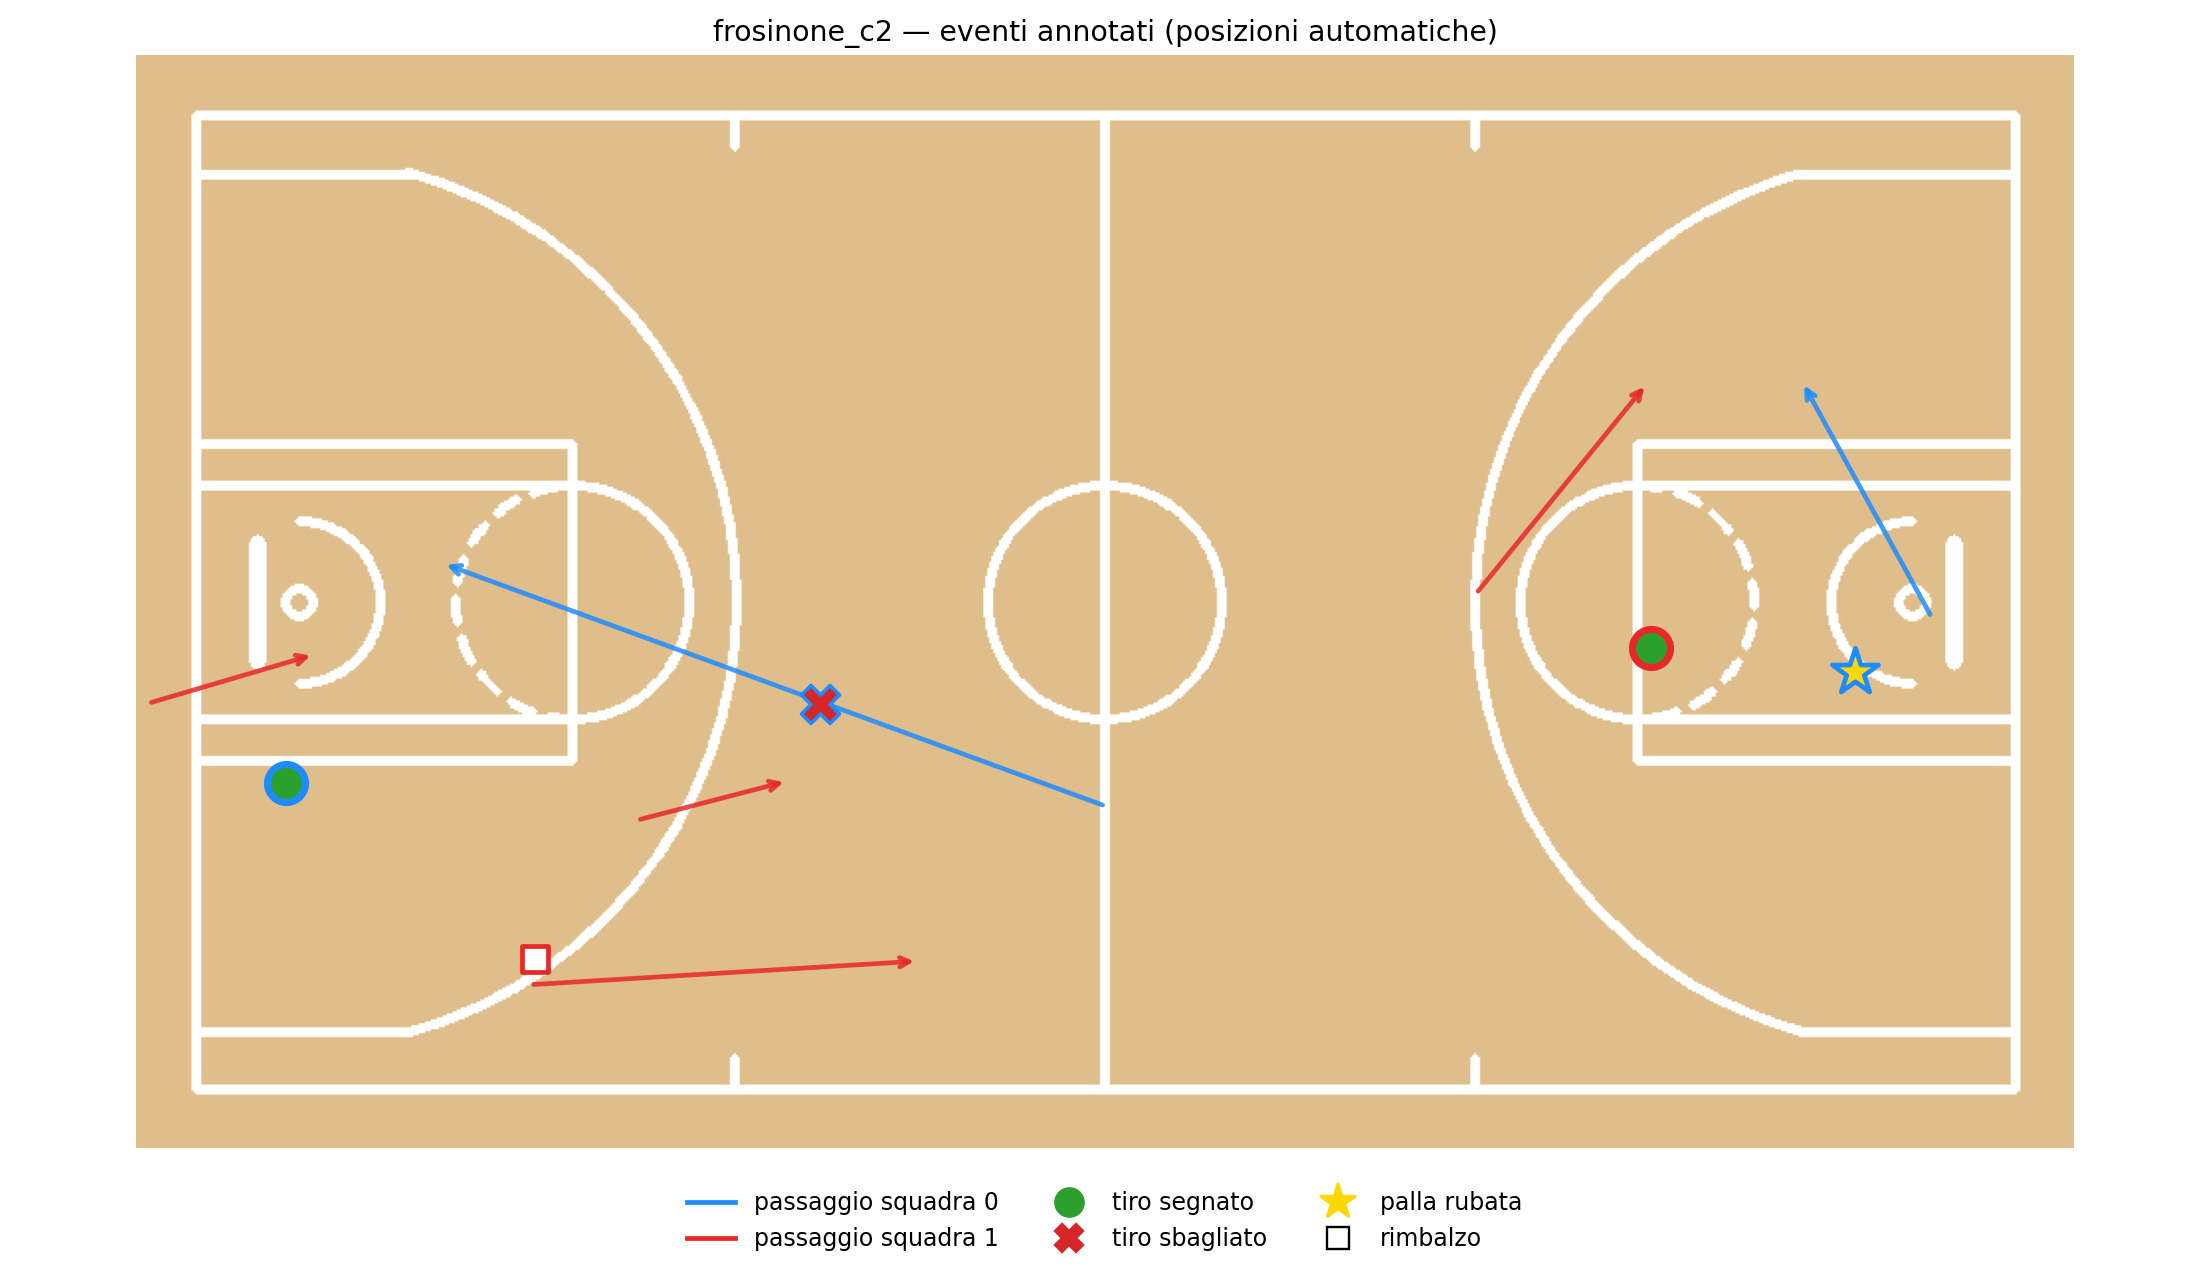 frosinone_c2 — eventi annotati (posizioni automatiche)
passaggio squadra 0
passaggio squadra 1
tiro segnato
tiro sbagliato
palla rubata
rimbalzo